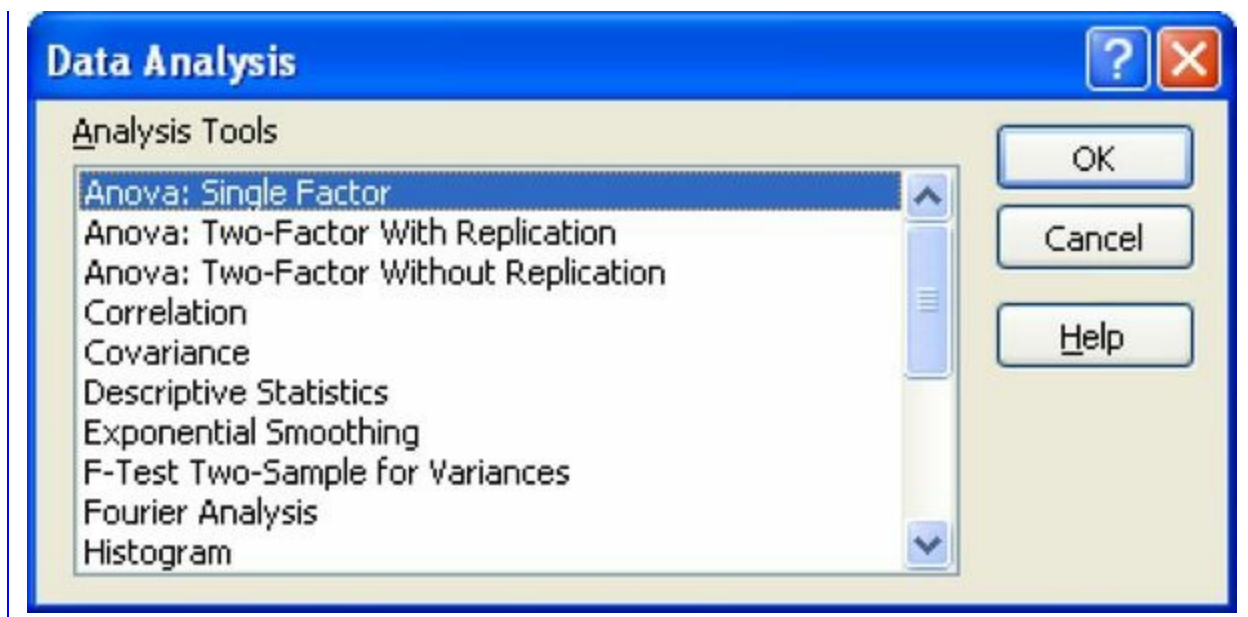 Data Analysis
?
Analysis Tools
Anova: Single Factor
Anova: Two-Factor With Replication
Anova: Two-Factor Without Replication
Correlation
Covariance
Descriptive Statistics
Exponential Smoothing
F-Test Two-Sample for Variances
Fourier Analysis
Histogram
OK
Cancel
Help